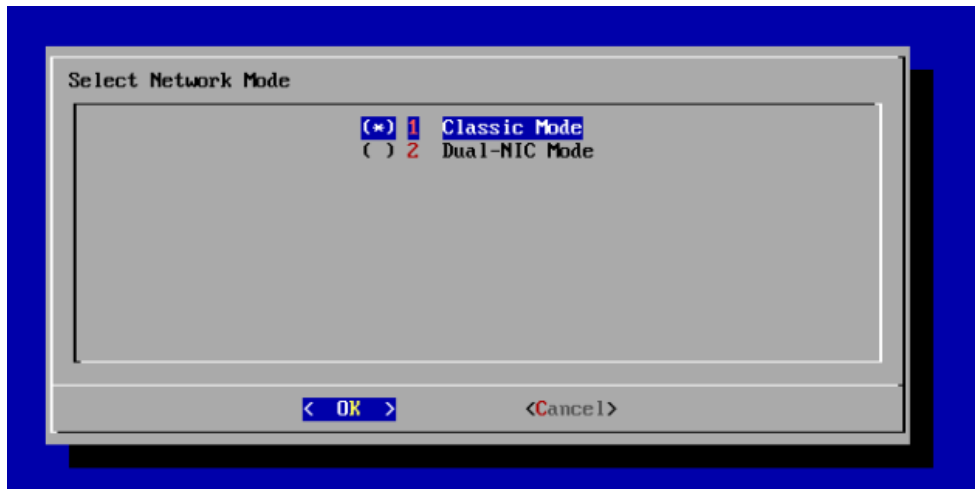 Select Network Mode
(*) 1 Classic Mode
( ) 2 Dual-NIC Mode
< OK > <Cancel>